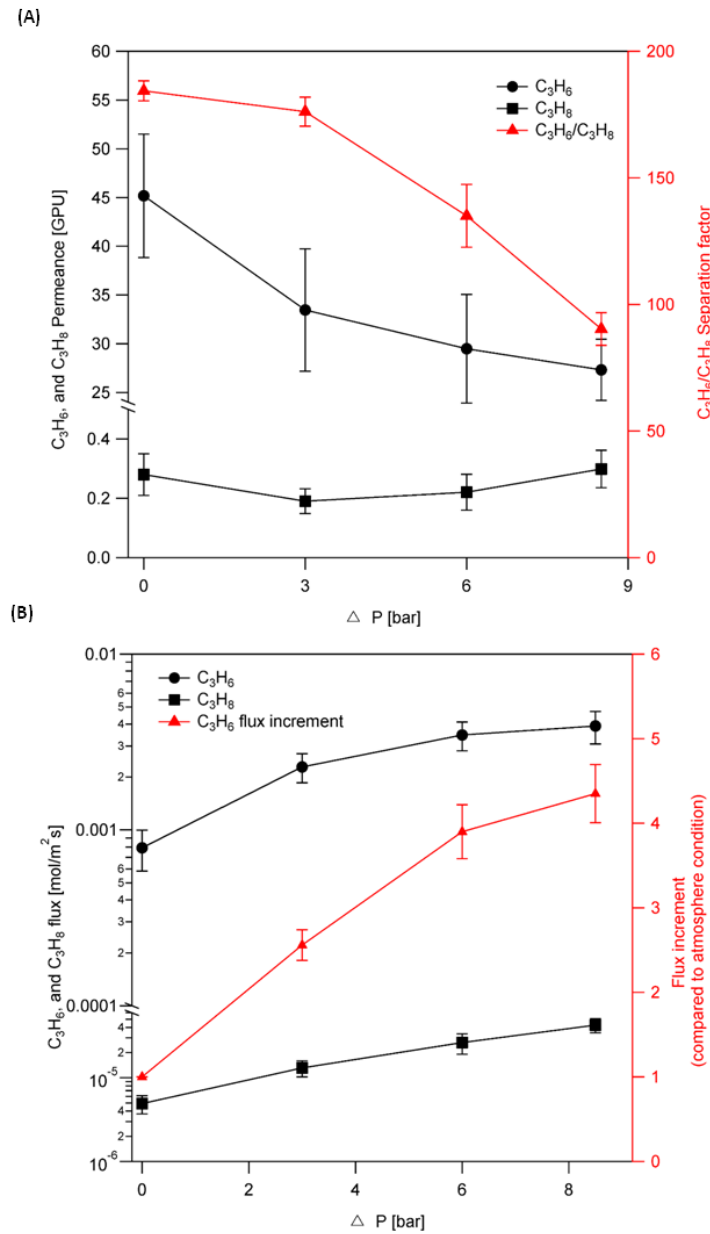 (A)
60
55
50
45
40
35
30
25
0.4
0.2
0.0
C₃H₆, and C₃H₈ Permeance [GPU]
C₃H₆
C₃H₈
C₃H₆/C₃H₈
200
150
100
50
0
C₃H₆/C₃H₈ Separation factor
0 3 6 9
△ P [bar]
(B)
0.01
6
5
4
3
2
0.001
6
5
4
3
2
0.0001
4
2
10⁻⁵
6
4
2
10⁻⁶
C₃H₆, and C₃H₈ flux [mol/m²s]
C₃H₆
C₃H₈
C₃H₆ flux increment
6
5
4
3
2
1
0
Flux increment
(compared to atmosphere condition)
0 2 4 6 8
△ P [bar]